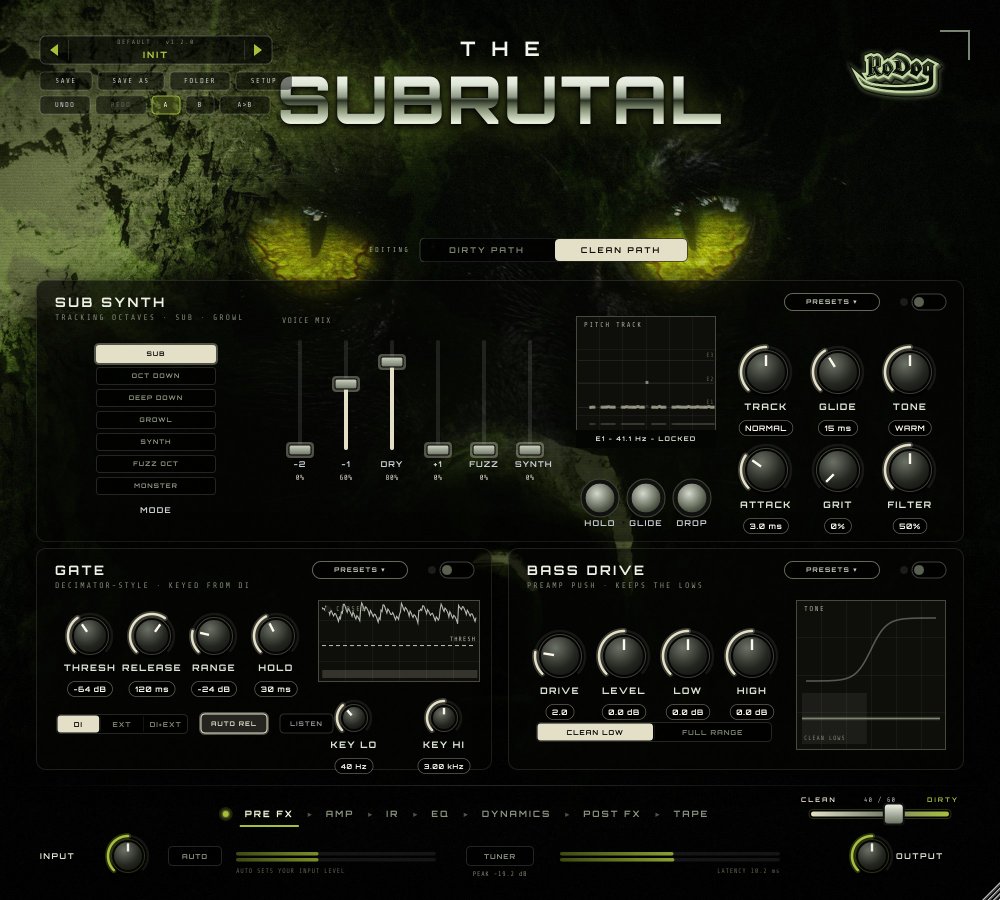 THE
SUBRUTAL
RoDog
DEFAULT · v1.2.0
INIT
SAVE SAVE AS FOLDER SETUP
UNDO REDO A B A>B
EDITING DIRTY PATH CLEAN PATH
SUB SYNTH
TRACKING OCTAVES · SUB · GROWL
PRESETS ▾
VOICE MIX
SUB
OCT DOWN
DEEP DOWN
GROWL
SYNTH
FUZZ OCT
MONSTER
MODE
-2 -1 DRY +1 FUZZ SYNTH
0% 60% 80% 0% 0% 0%
PITCH TRACK
E3
E2
E1
E1 - 41.1 Hz - LOCKED
HOLD GLIDE DROP
TRACK GLIDE TONE
NORMAL 15 ms WARM
ATTACK GRIT FILTER
3.0 ms 0% 50%
GATE
DECIMATOR-STYLE · KEYED FROM DI
PRESETS ▾
THRESH RELEASE RANGE HOLD
-64 dB 120 ms -24 dB 30 ms
DI EXT DI+EXT AUTO REL LISTEN
THRESH
KEY LO KEY HI
40 Hz 3.00 kHz
BASS DRIVE
PREAMP PUSH · KEEPS THE LOWS
PRESETS ▾
DRIVE LEVEL LOW HIGH
2.0 0.0 dB 0.0 dB 0.0 dB
CLEAN LOW FULL RANGE
TONE
CLEAN LOWS
PRE FX ▸ AMP ▸ IR ▸ EQ ▸ DYNAMICS ▸ POST FX ▸ TAPE
CLEAN 40 / 60 DIRTY
INPUT AUTO TUNER OUTPUT
AUTO SETS YOUR INPUT LEVEL
PEAK -19.2 dB
LATENCY 10.2 ms